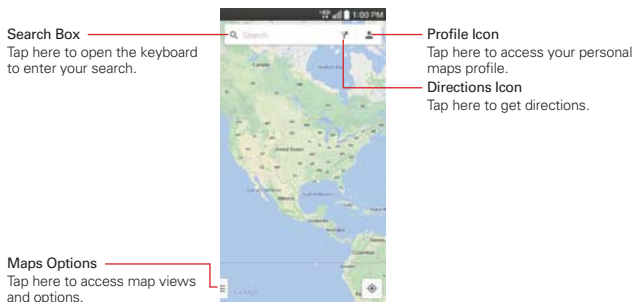 1:00 PM
Search Box
Tap here to open the keyboard
to enter your search.
Search
Profile Icon
Tap here to access your personal
maps profile.
Directions Icon
Tap here to get directions.
Canada
United States
Mexico
Maps Options
Tap here to access map views
and options.
Google